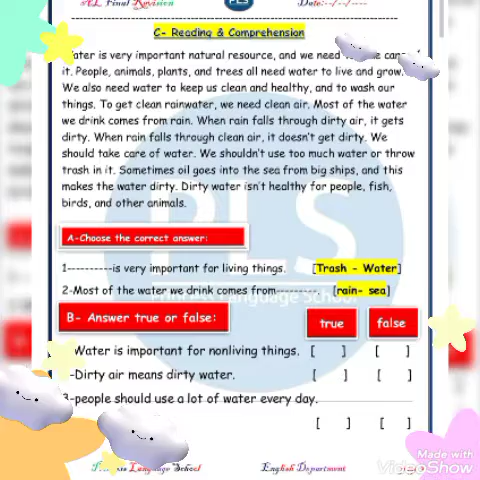 AL Final Revision PLS Date:--/--/----
C- Reading & Comprehension
Water is very important natural resource, and we need
it. People, animals, plants, and trees all need water to live and grow.
We also need water to keep us clean and healthy, and to wash our
things. To get clean rainwater, we need clean air. Most of the water
we drink comes from rain. When rain falls through dirty air, it gets
dirty. When rain falls through clean air, it doesn't get dirty. We
should take care of water. We shouldn't use too much water or throw
trash in it. Sometimes oil goes into the sea from big ships, and this
makes the water dirty. Dirty water isn't healthy for people, fish,
birds, and other animals.
A-Choose the correct answer:
1----------is very important for living things. [Trash - Water]
2-Most of the water we drink comes from--------- [rain- sea]
B- Answer true or false: true false
Water is important for nonliving things. [ ] [ ]
-Dirty air means dirty water. [ ] [ ]
3-people should use a lot of water every day.
[ ] [ ]
Language School English Department
Made with
VideoShow
PLS
Princess Language School